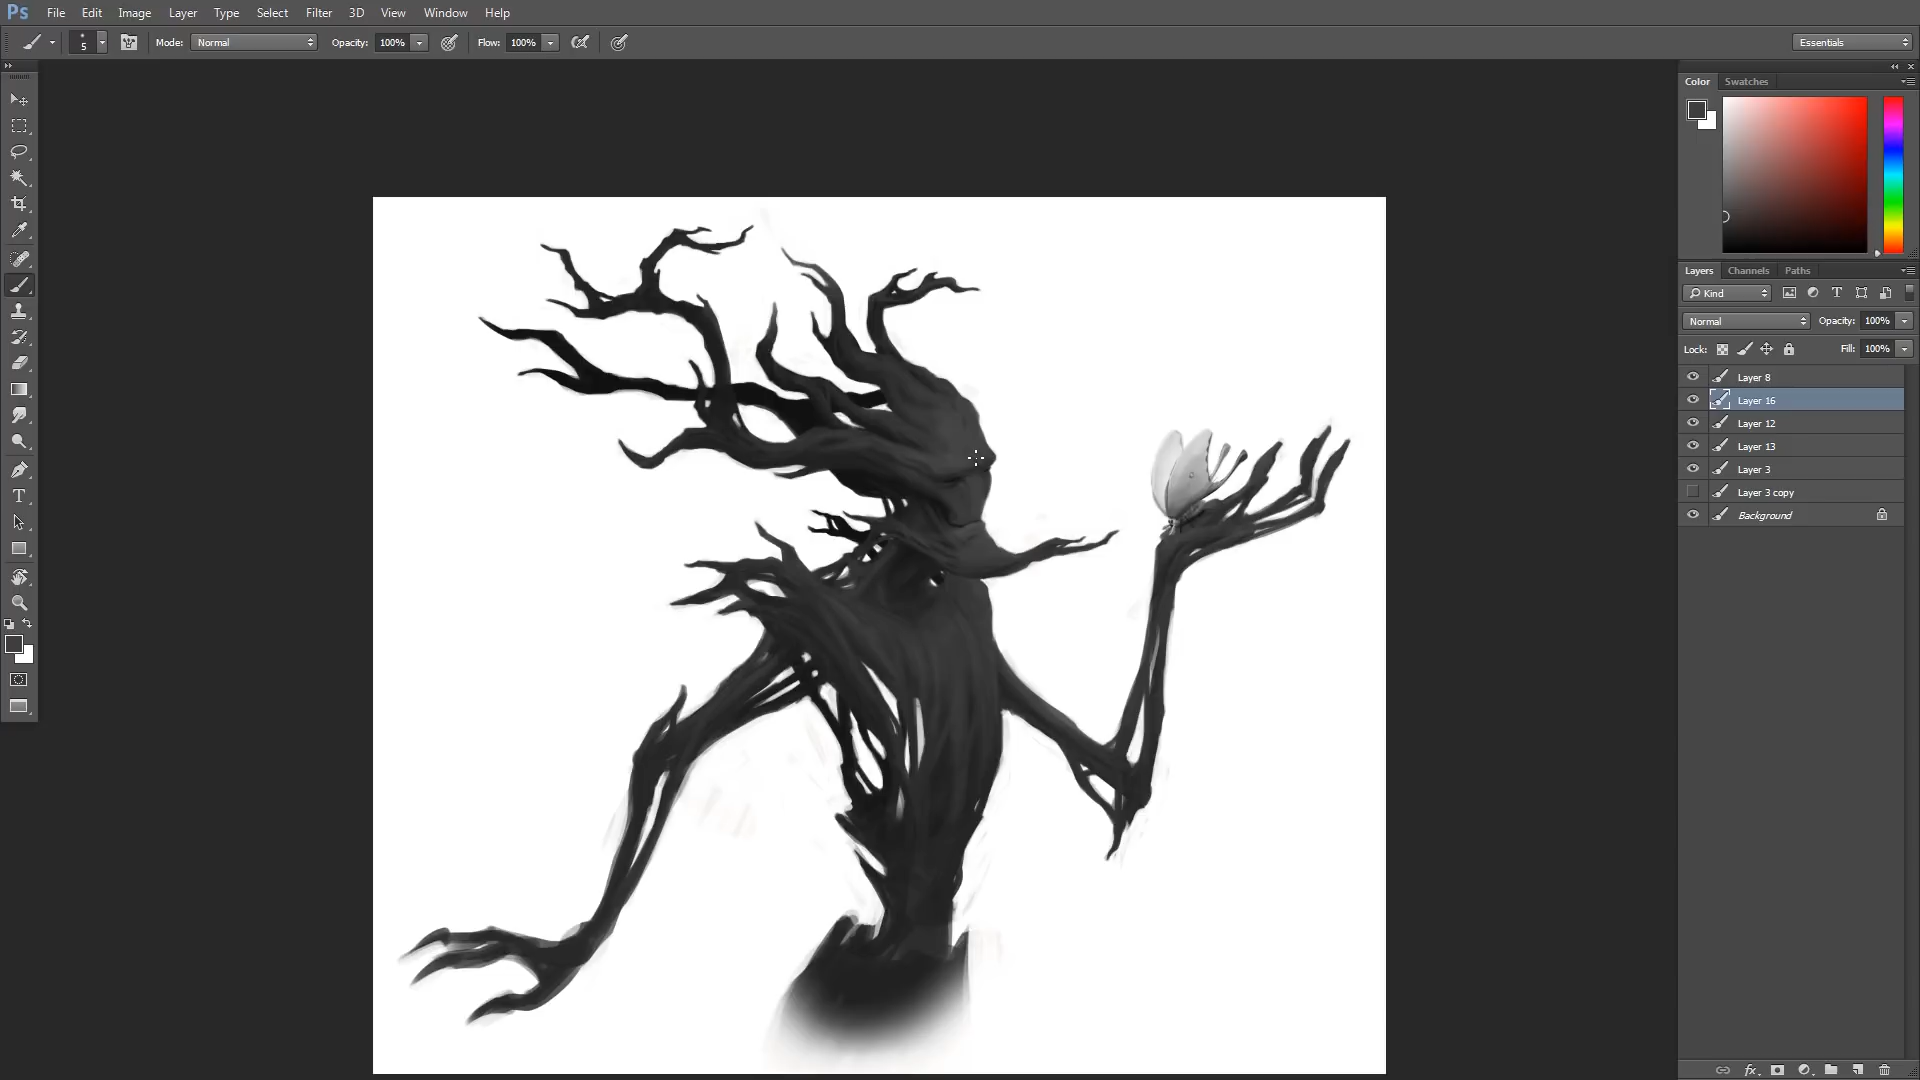 Ps File Edit Image Layer Type Select Filter 3D View Window Help
5 Mode: Normal Opacity: 100% Flow: 100% Essentials
Color Swatches
Layers Channels Paths
Kind T
Normal Opacity: 100%
Lock: Fill: 100%
Layer 8
Layer 16
Layer 12
Layer 13
Layer 3
Layer 3 copy
Background
T
fx